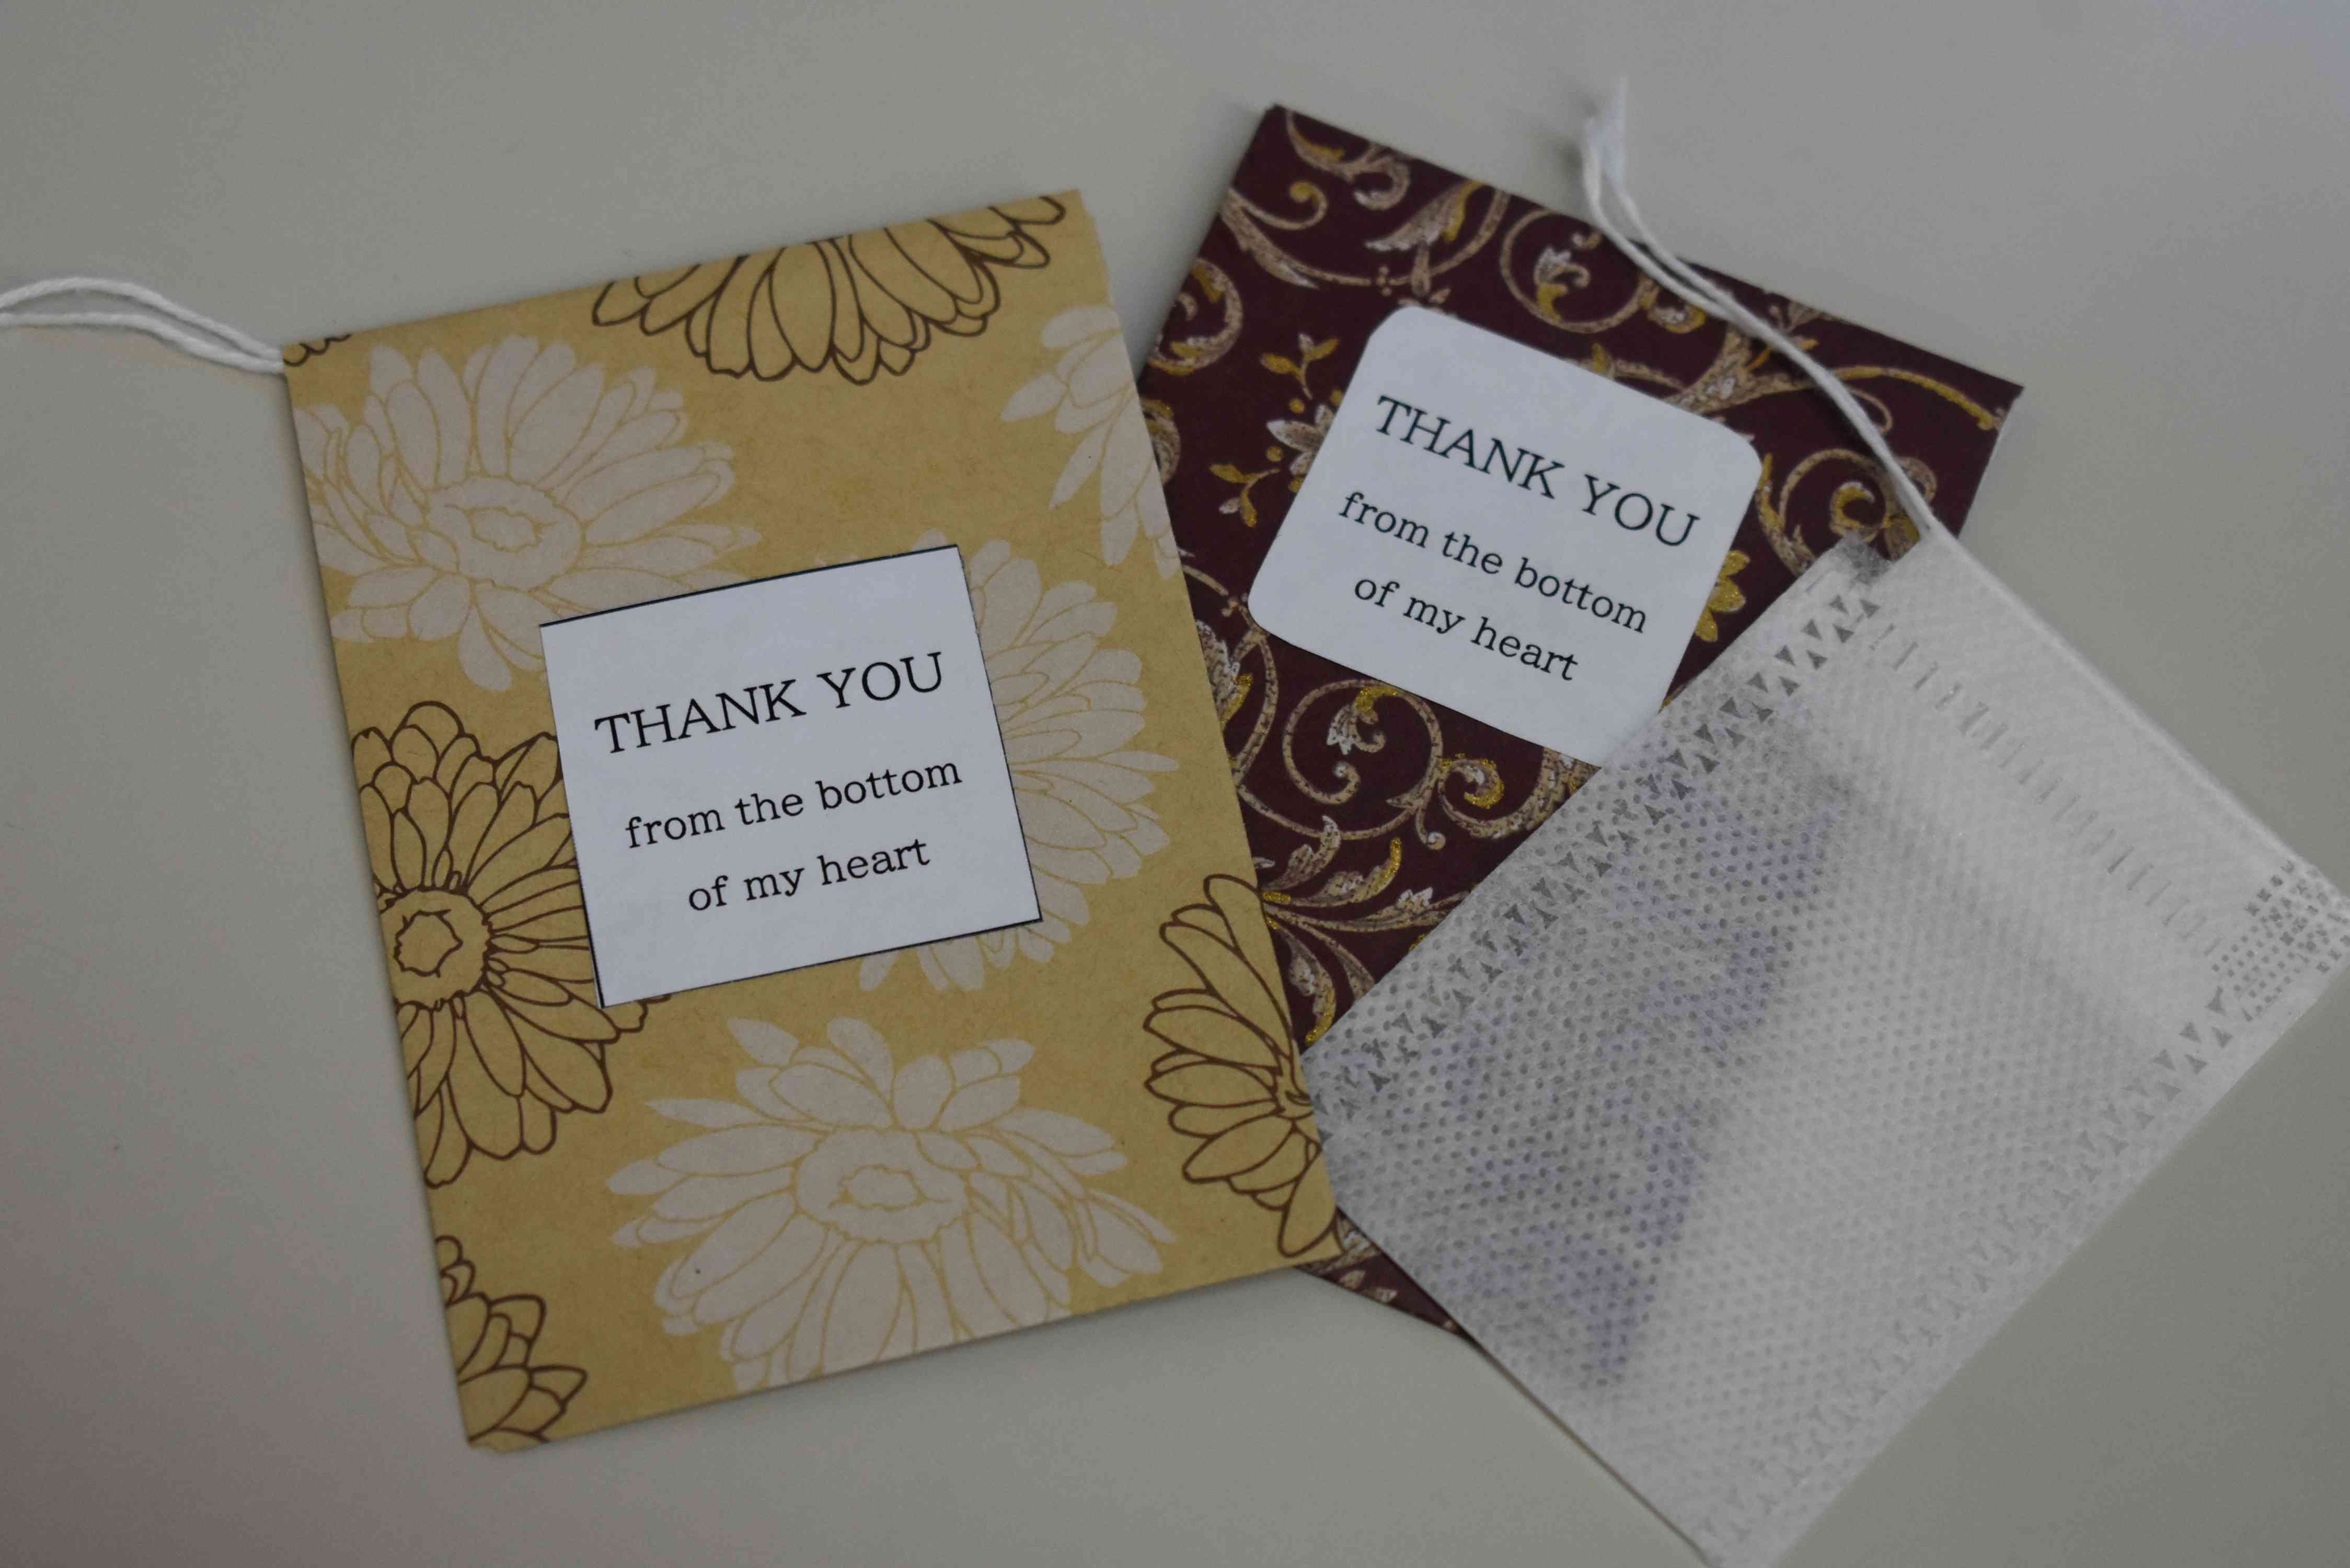 THANK YOU
from the bottom
of my heart
THANK YOU
from the bottom
of my heart